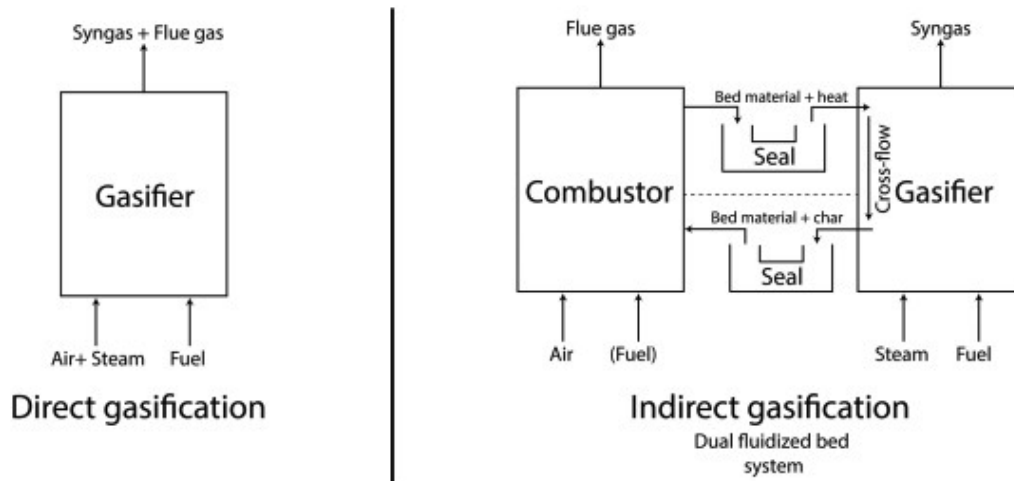 Syngas + Flue gas
Gasifier
Air+ Steam
Fuel
Direct gasification
Flue gas
Syngas
Bed material + heat
Seal
Cross-flow
Combustor
Gasifier
Bed material + char
Seal
Air
(Fuel)
Steam
Fuel
Indirect gasification
Dual fluidized bed
system